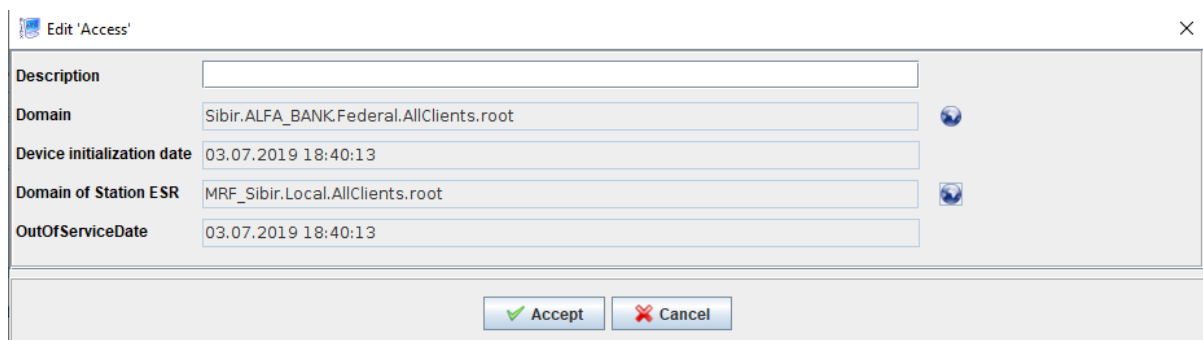 Edit 'Access'
Description
Domain Sibir.ALFA_BANK.Federal.AllClients.root
Device initialization date 03.07.2019 18:40:13
Domain of Station ESR MRF_Sibir.Local.AllClients.root
OutOfServiceDate 03.07.2019 18:40:13
Accept Cancel